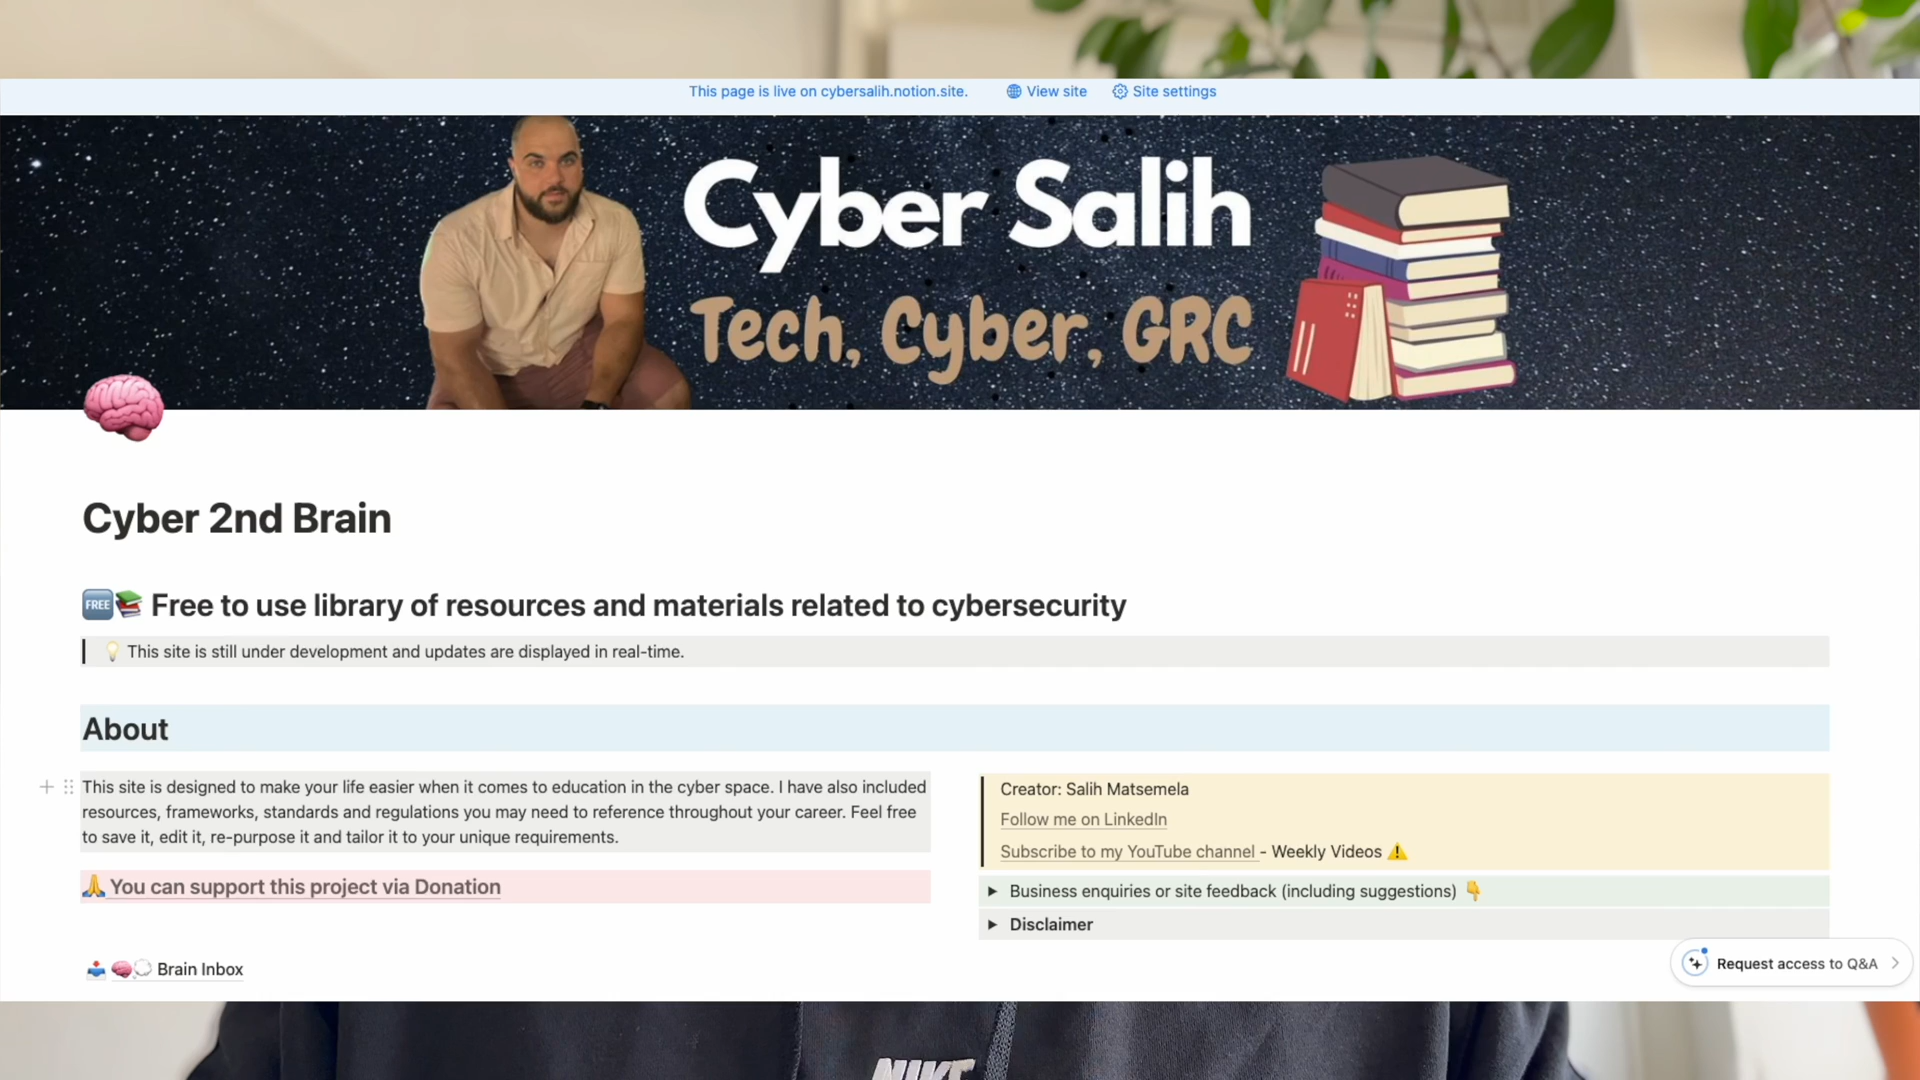 This page is live on cybersalih.notion.site.
View site
Site settings
Cyber Salih
Tech, Cyber, GRC
Cyber 2nd Brain
FREE Free to use library of resources and materials related to cybersecurity
This site is still under development and updates are displayed in real-time.
About
This site is designed to make your life easier when it comes to education in the cyber space. I have also included
resources, frameworks, standards and regulations you may need to reference throughout your career. Feel free
to save it, edit it, re-purpose it and tailor it to your unique requirements.
You can support this project via Donation
Brain Inbox
Creator: Salih Matsemela
Follow me on LinkedIn
Subscribe to my YouTube channel - Weekly Videos
Business enquiries or site feedback (including suggestions)
Disclaimer
Request access to Q&A
NIKE